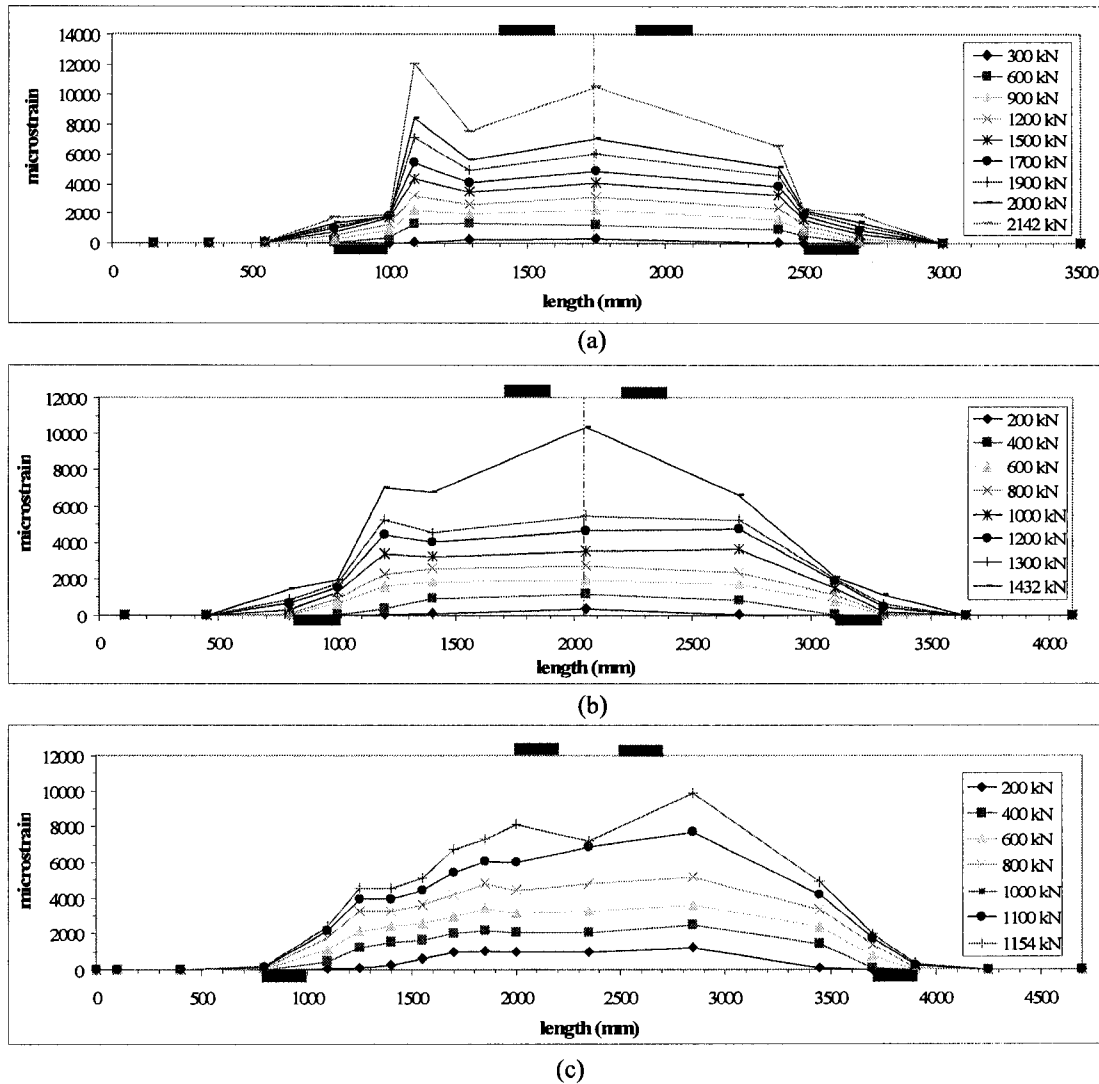 14000
12000
10000
8000
6000
4000
2000
0
microstrain
0 500 1000 1500 2000 2500 3000 3500
length (mm)
300 kN
600 kN
900 kN
1200 kN
1500 kN
1700 kN
1900 kN
2000 kN
2142 kN
(a)
12000
10000
8000
6000
4000
2000
0
microstrain
0 500 1000 1500 2000 2500 3000 3500 4000
length (mm)
200 kN
400 kN
600 kN
800 kN
1000 kN
1200 kN
1300 kN
1432 kN
(b)
12000
10000
8000
6000
4000
2000
0
microstrain
0 500 1000 1500 2000 2500 3000 3500 4000 4500
length (mm)
200 kN
400 kN
600 kN
800 kN
1000 kN
1100 kN
1154 kN
(c)